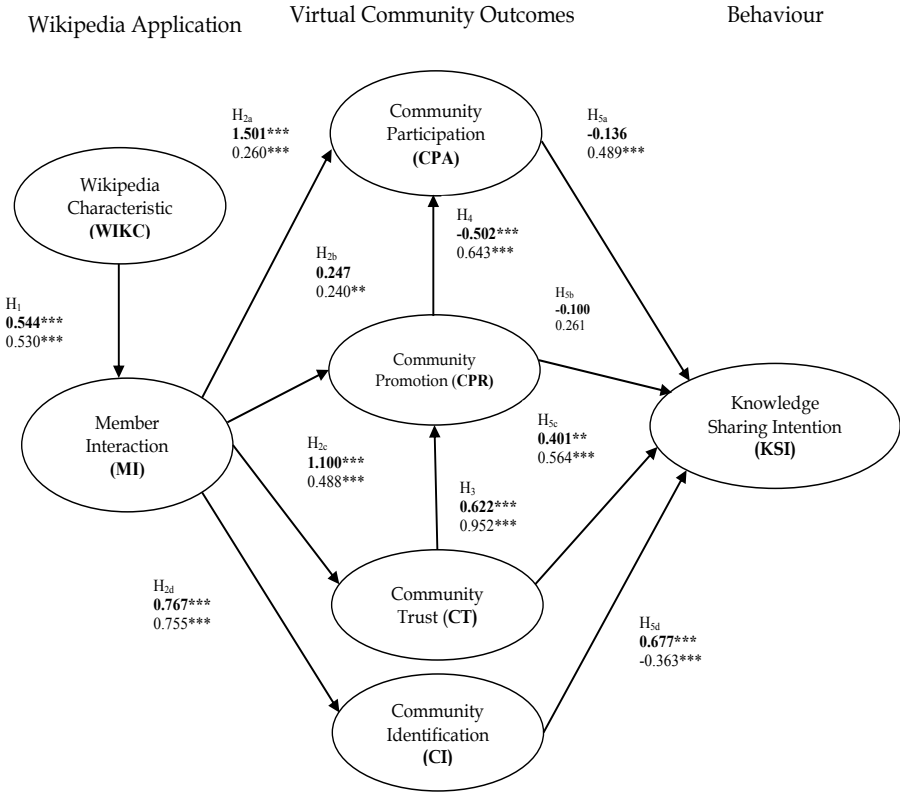 Wikipedia Application
Virtual Community Outcomes
Behaviour
H2a
1.501***
0.260***
Community
Participation
(CPA)
H5a
-0.136
0.489***
Wikipedia
Characteristic
(WIKC)
H4
-0.502***
0.643***
H2b
0.247
0.240**
H1
0.544***
0.530***
H5b
-0.100
0.261
Community
Promotion (CPR)
Member
Interaction
(MI)
Knowledge
Sharing Intention
(KSI)
H2c
1.100***
0.488***
H5c
0.401**
0.564***
H3
0.622***
0.952***
H2d
0.767***
0.755***
Community
Trust (CT)
H5d
0.677***
-0.363***
Community
Identification
(CI)